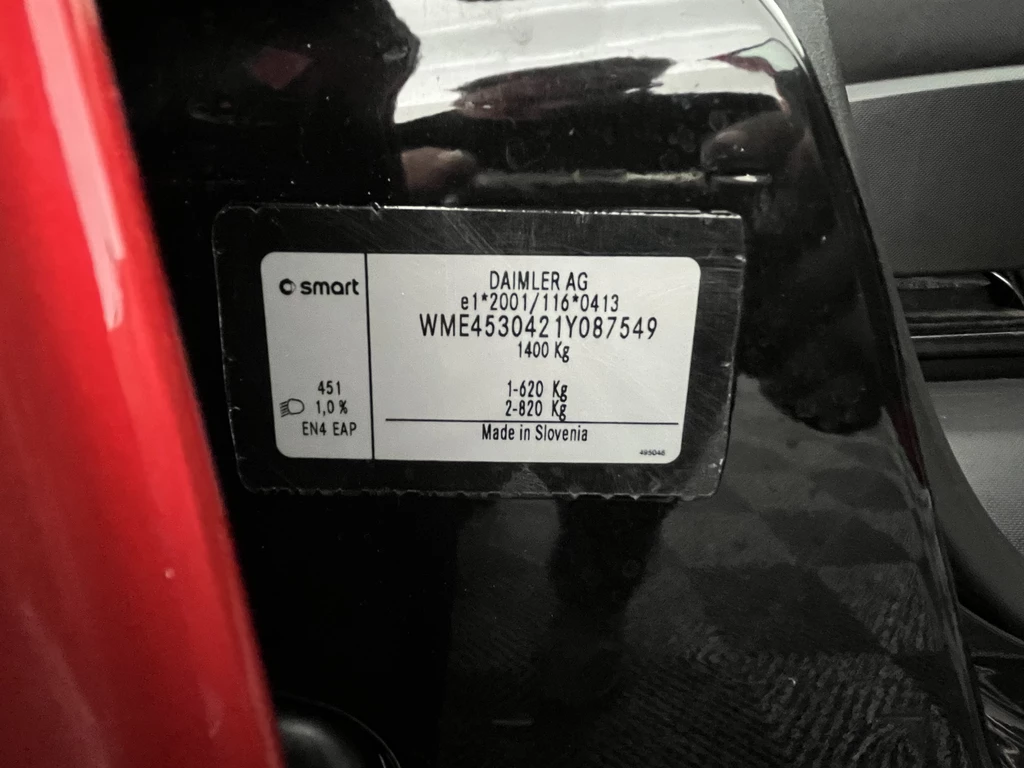 smart
DAIMLER AG
e1*2001/116*0413
WME4530421Y087549
1400 Kg
451
1,0 %
EN4 EAP
1-620 Kg
2-820 Kg
Made in Slovenia
495048